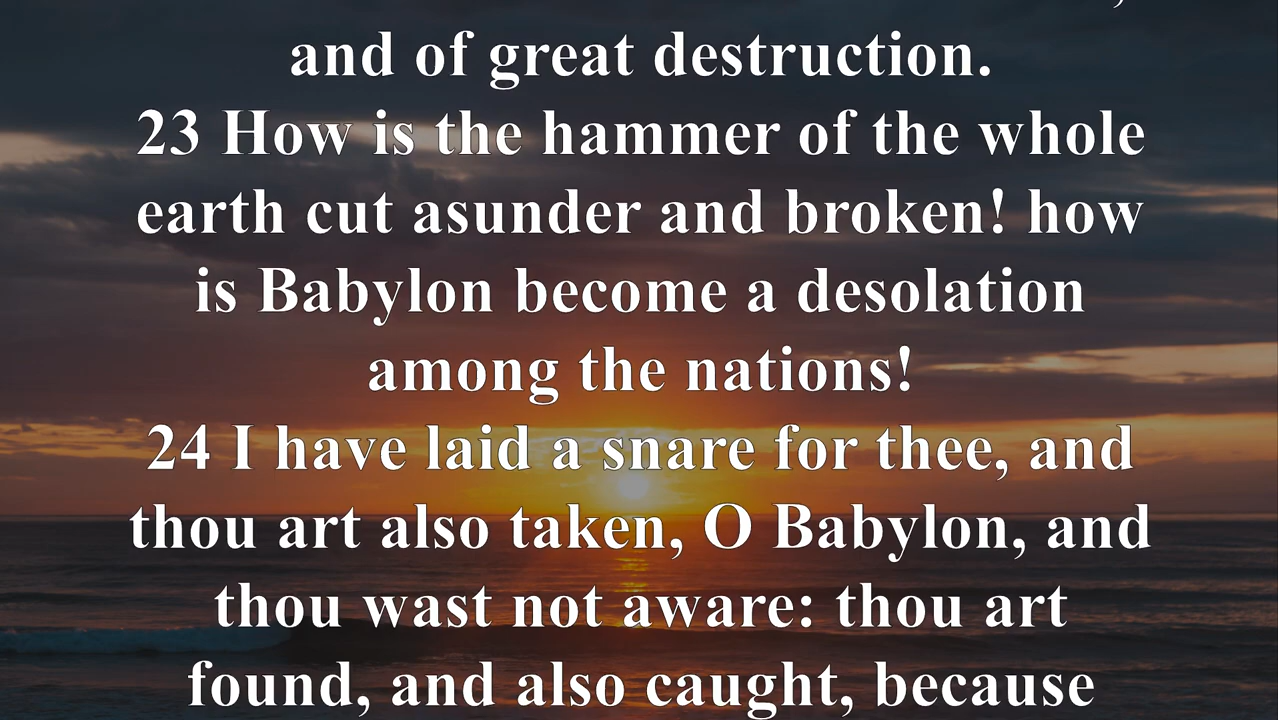 and of great destruction.
23 How is the hammer of the whole
earth cut asunder and broken! how
is Babylon become a desolation
among the nations!
24 I have laid a snare for thee, and
thou art also taken, O Babylon, and
thou wast not aware: thou art
found, and also caught, because